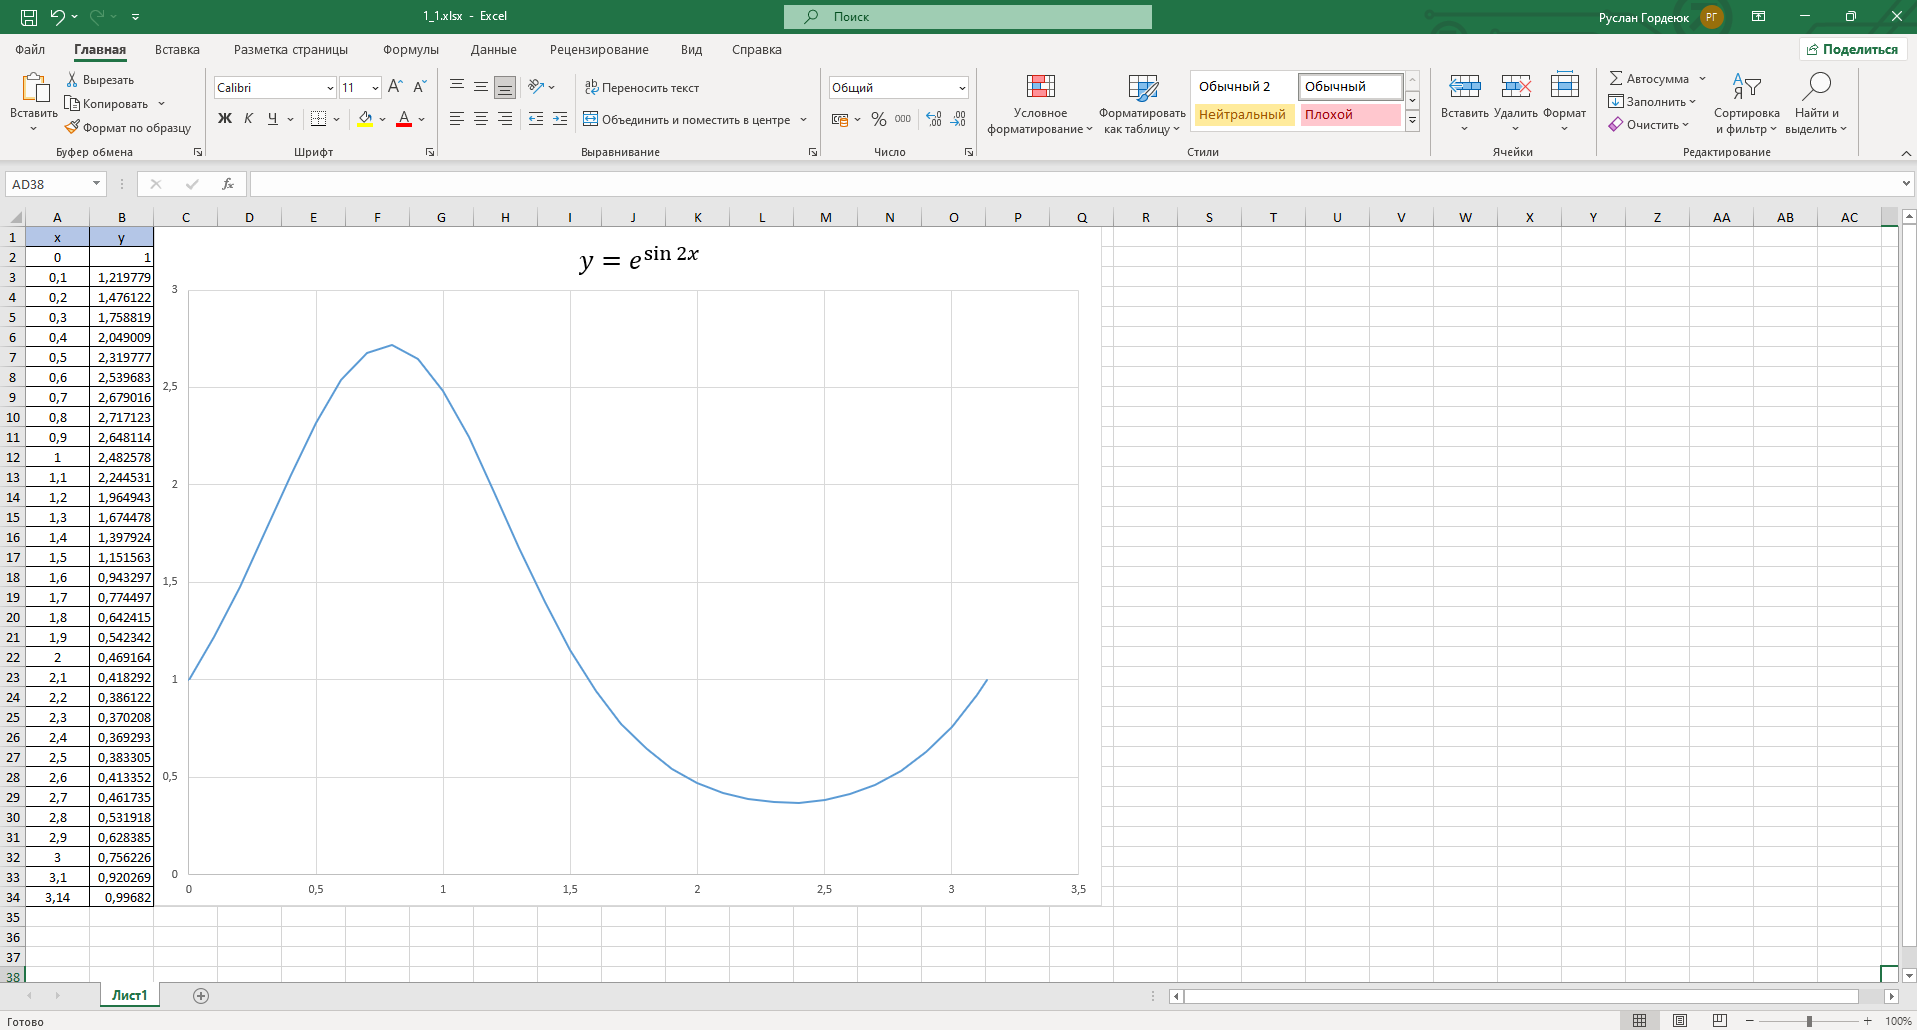 1_1.xlsx - Excel
Поиск
Руслан Гордеюк
РГ
Файл Главная Вставка Разметка страницы Формулы Данные Рецензирование Вид Справка
Поделиться
Вставить
Вырезать
Копировать
Формат по образцу
Буфер обмена
Calibri 11
Ж К Ч
Шрифт
Переносить текст
Объединить и поместить в центре
Выравнивание
Общий
% 000
Число
Условное
форматирование
Форматировать
как таблицу
Обычный 2 Обычный
Нейтральный Плохой
Стили
Вставить Удалить Формат
Ячейки
Автосумма
Заполнить
Очистить
Сортировка
и фильтр
Найти и
выделить
Редактирование
AD38
fx
A B C D E F G H I J K L M N O P Q R S T U V W X Y Z AA AB AC
1 x y
2 0 1
3 0,1 1,219779
4 0,2 1,476122
5 0,3 1,758819
6 0,4 2,049009
7 0,5 2,319777
8 0,6 2,539683
9 0,7 2,679016
10 0,8 2,717123
11 0,9 2,648114
12 1 2,482578
13 1,1 2,244531
14 1,2 1,964943
15 1,3 1,674478
16 1,4 1,397924
17 1,5 1,151563
18 1,6 0,943297
19 1,7 0,774497
20 1,8 0,642415
21 1,9 0,542342
22 2 0,469164
23 2,1 0,418292
24 2,2 0,386122
25 2,3 0,370208
26 2,4 0,369293
27 2,5 0,383305
28 2,6 0,413352
29 2,7 0,461735
30 2,8 0,531918
31 2,9 0,628385
32 3 0,756226
33 3,1 0,920269
34 3,14 0,99682
35
36
37
38
y = e^sin 2x
3
2,5
2
1,5
1
0,5
0
0 0,5 1 1,5 2 2,5 3 3,5
Лист1
Готово
100%